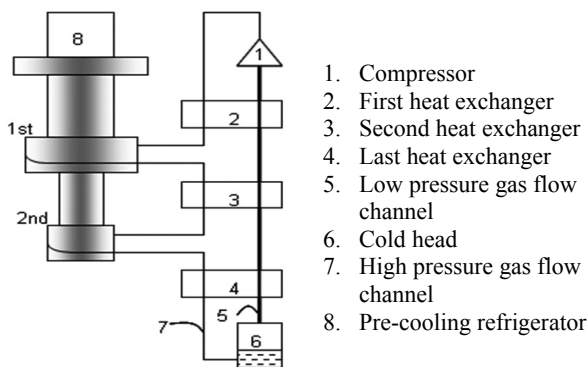 8
1
1st
2
3
2nd
4
5
7
6
1. Compressor
2. First heat exchanger
3. Second heat exchanger
4. Last heat exchanger
5. Low pressure gas flow
channel
6. Cold head
7. High pressure gas flow
channel
8. Pre-cooling refrigerator